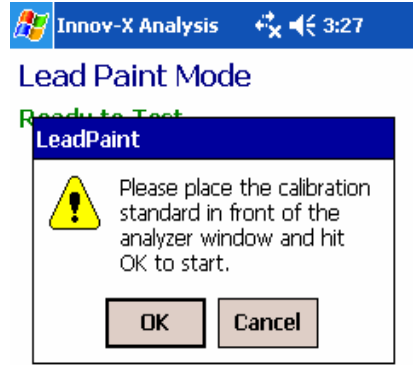 Innov-X Analysis 3:27
Lead Paint Mode
Ready to Test
LeadPaint
Please place the calibration
standard in front of the
analyzer window and hit
OK to start.
OK Cancel